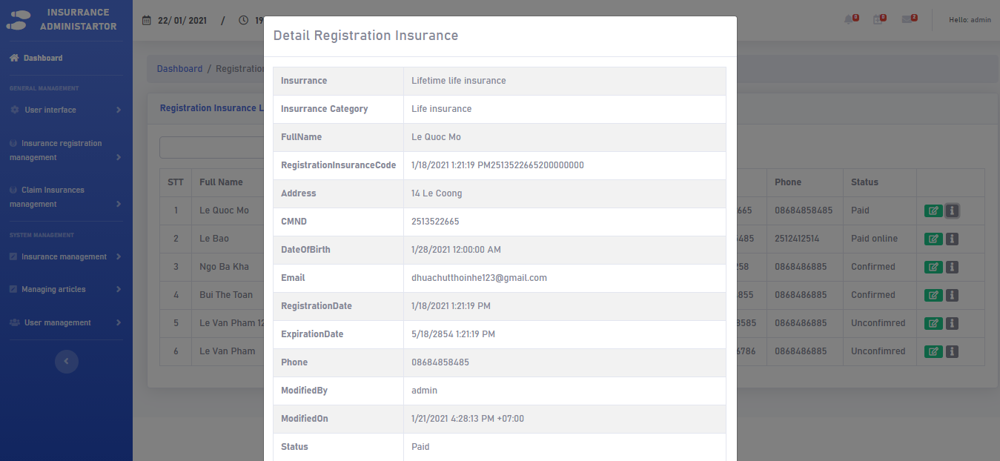 INSURRANCE
ADMINISTARTOR
22/ 01/ 2021 / 19
0
0
2
Hello: admin
Dashboard
GENERAL MANAGEMENT
User interface
Insurance registration
management
Claim Insurances
management
SYSTEM MANAGEMENT
Insurance management
Managing articles
User management
Dashboard / Registration
Registration Insurance L
STT Full Name Phone Status
1 Le Quoc Mo 665 08684858485 Paid
2 Le Bao 485 2512412514 Paid online
3 Ngo Ba Kha 258 0868486885 Confirmed
4 Bui The Toan 855 0868486885 Confirmed
5 Le Van Pham 12 8585 0868486885 Unconfimred
6 Le Van Pham 6786 0868486885 Unconfimred
Detail Registration Insurance
Insurrance Lifetime life insurance
Insurrance Category Life insurance
FullName Le Quoc Mo
RegistrationInsuranceCode 1/18/2021 1:21:19 PM2513522665200000000
Address 14 Le Coong
CMND 2513522665
DateOfBirth 1/28/2021 12:00:00 AM
Email dhuachutthoinhe123@gmail.com
RegistrationDate 1/18/2021 1:21:19 PM
ExpirationDate 5/18/2854 1:21:19 PM
Phone 08684858485
ModifiedBy admin
ModifiedOn 1/21/2021 4:28:13 PM +07:00
Status Paid